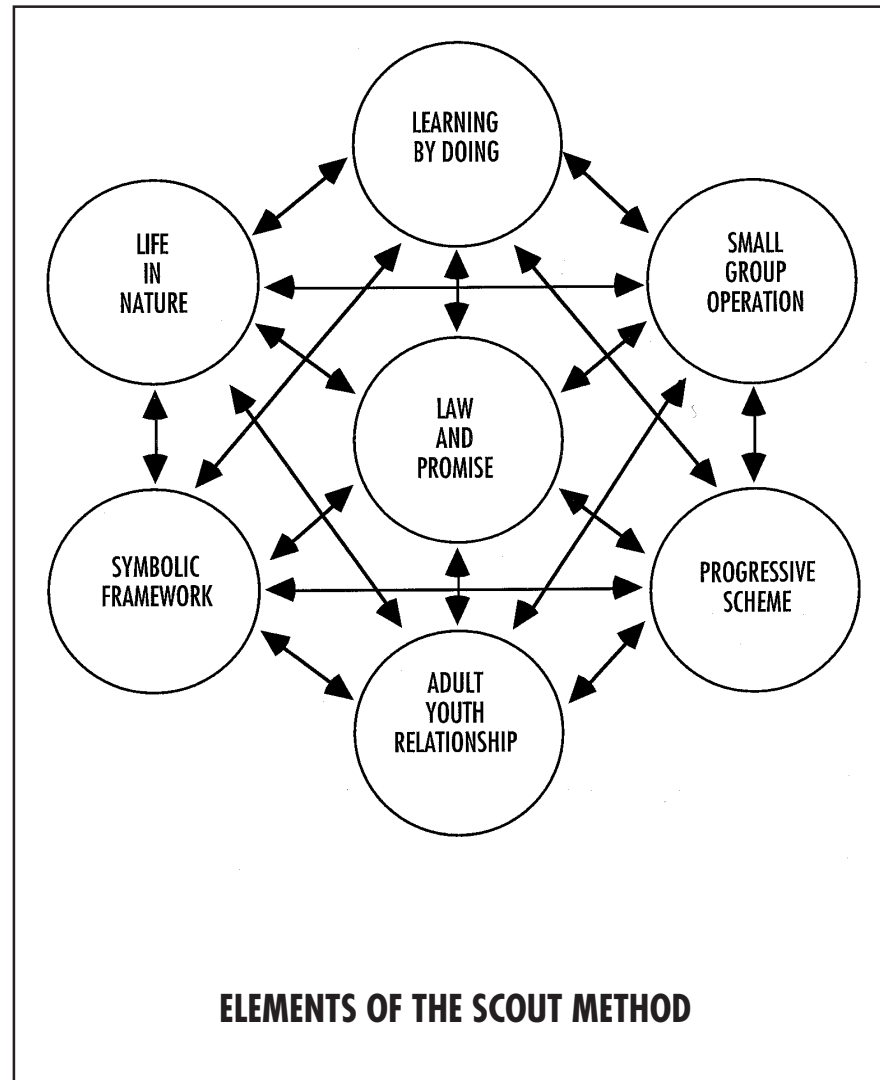 LEARNING
BY DOING
LIFE
IN
NATURE
SMALL
GROUP
OPERATION
LAW
AND
PROMISE
SYMBOLIC
FRAMEWORK
PROGRESSIVE
SCHEME
ADULT
YOUTH
RELATIONSHIP
ELEMENTS OF THE SCOUT METHOD